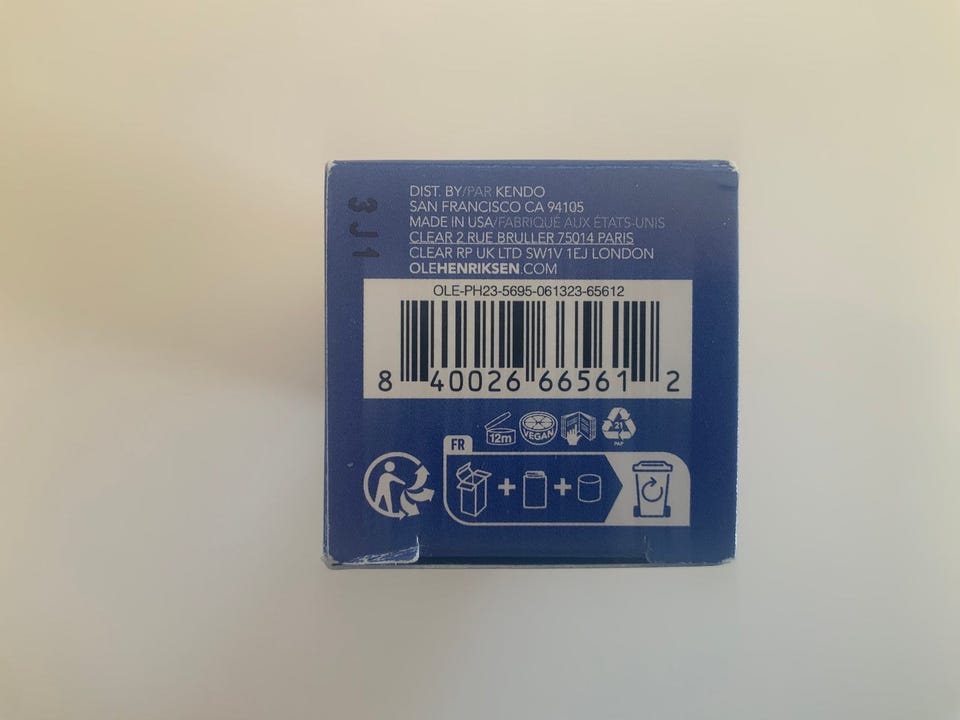 3J1
DIST. BY/PAR KENDO
SAN FRANCISCO CA 94105
MADE IN USA/FABRIQUÉ AUX ÉTATS-UNIS
CLEAR 2 RUE BRULLER 75014 PARIS
CLEAR RP UK LTD SW1V 1EJ LONDON
OLEHENRIKSEN.COM
OLE-PH23-5695-061323-65612
8 40026 66561 2
12m
VEGAN
21
PAP
FR